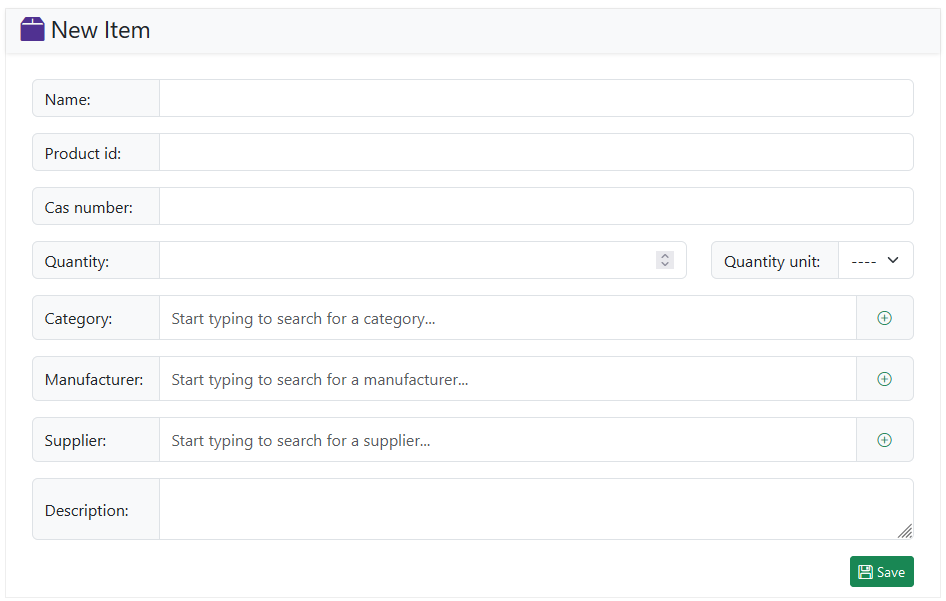 New Item
Name:
Product id:
Cas number:
Quantity:
Quantity unit: ----
Category: Start typing to search for a category...
Manufacturer: Start typing to search for a manufacturer...
Supplier: Start typing to search for a supplier...
Description:
Save